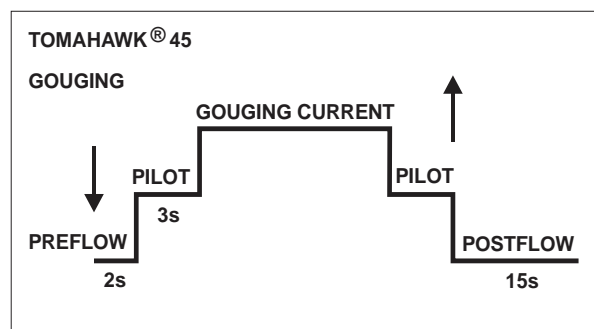 TOMAHAWK® 45
GOUGING
GOUGING CURRENT
PILOT
PILOT
3s
PREFLOW
POSTFLOW
2s
15s